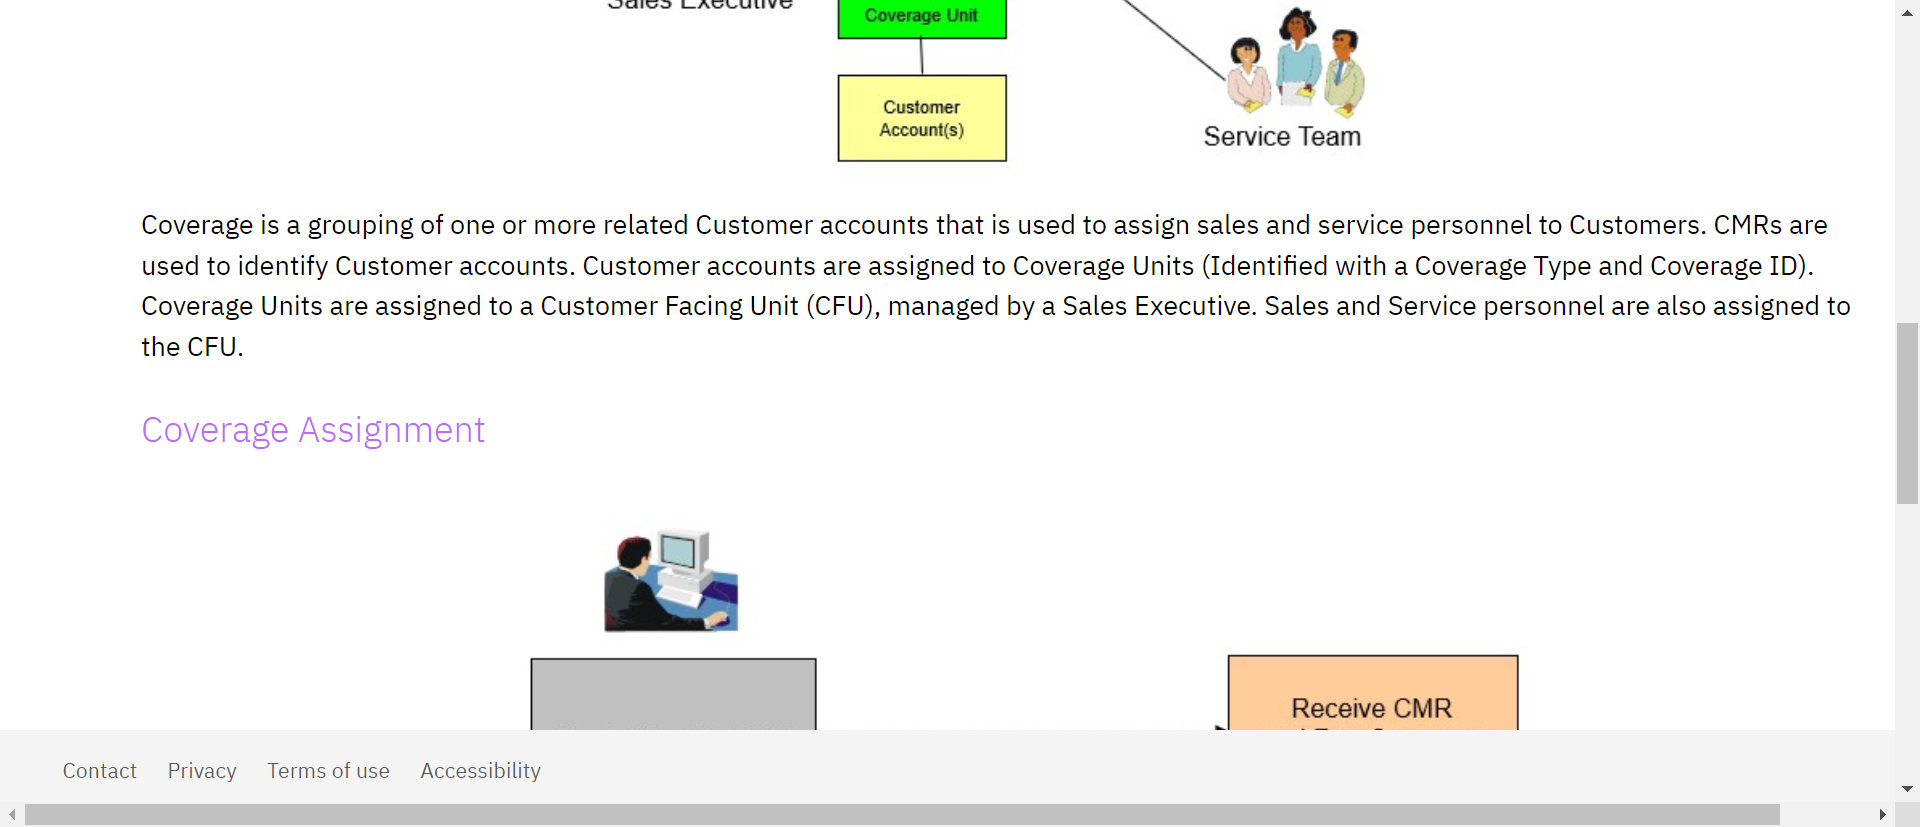 Sales Executive
Coverage Unit
Customer
Account(s)
Service Team
Coverage is a grouping of one or more related Customer accounts that is used to assign sales and service personnel to Customers. CMRs are
used to identify Customer accounts. Customer accounts are assigned to Coverage Units (Identified with a Coverage Type and Coverage ID).
Coverage Units are assigned to a Customer Facing Unit (CFU), managed by a Sales Executive. Sales and Service personnel are also assigned to
the CFU.
Coverage Assignment
Receive CMR
Contact Privacy Terms of use Accessibility